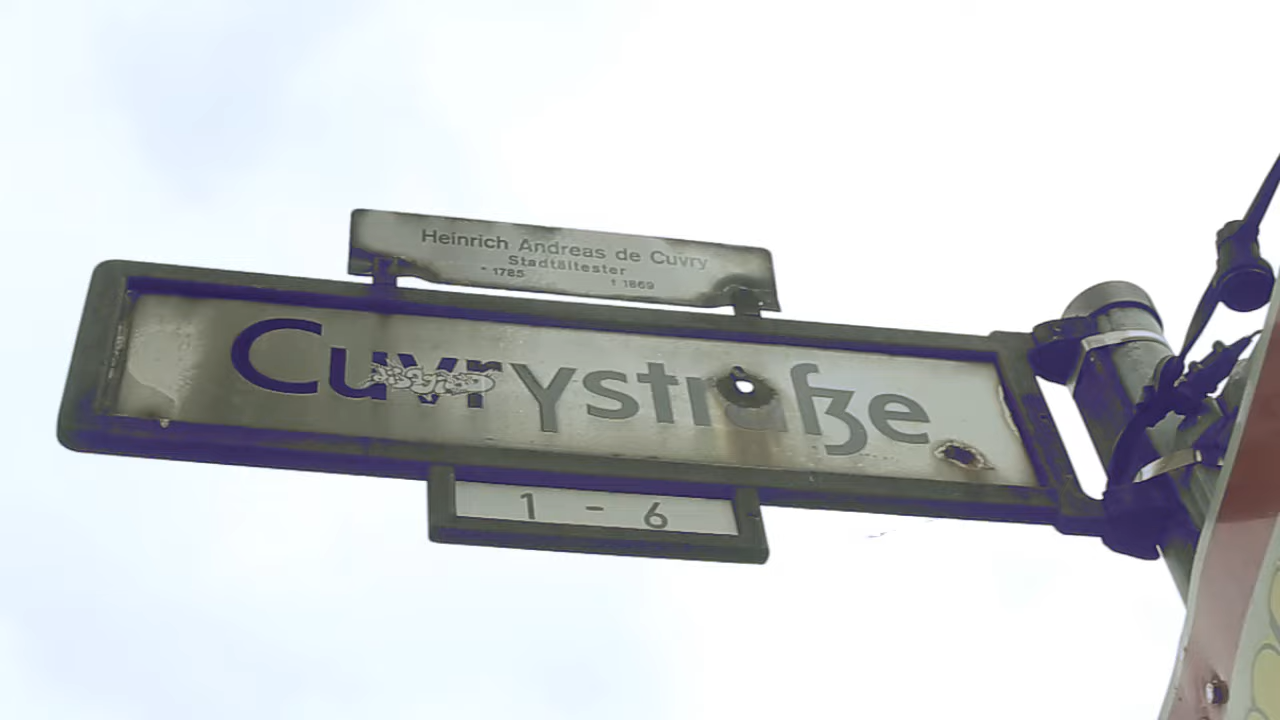 Heinrich Andreas de Cuvry
Stadtältester
* 1785 † 1869
Cuvrystraße
1 - 6